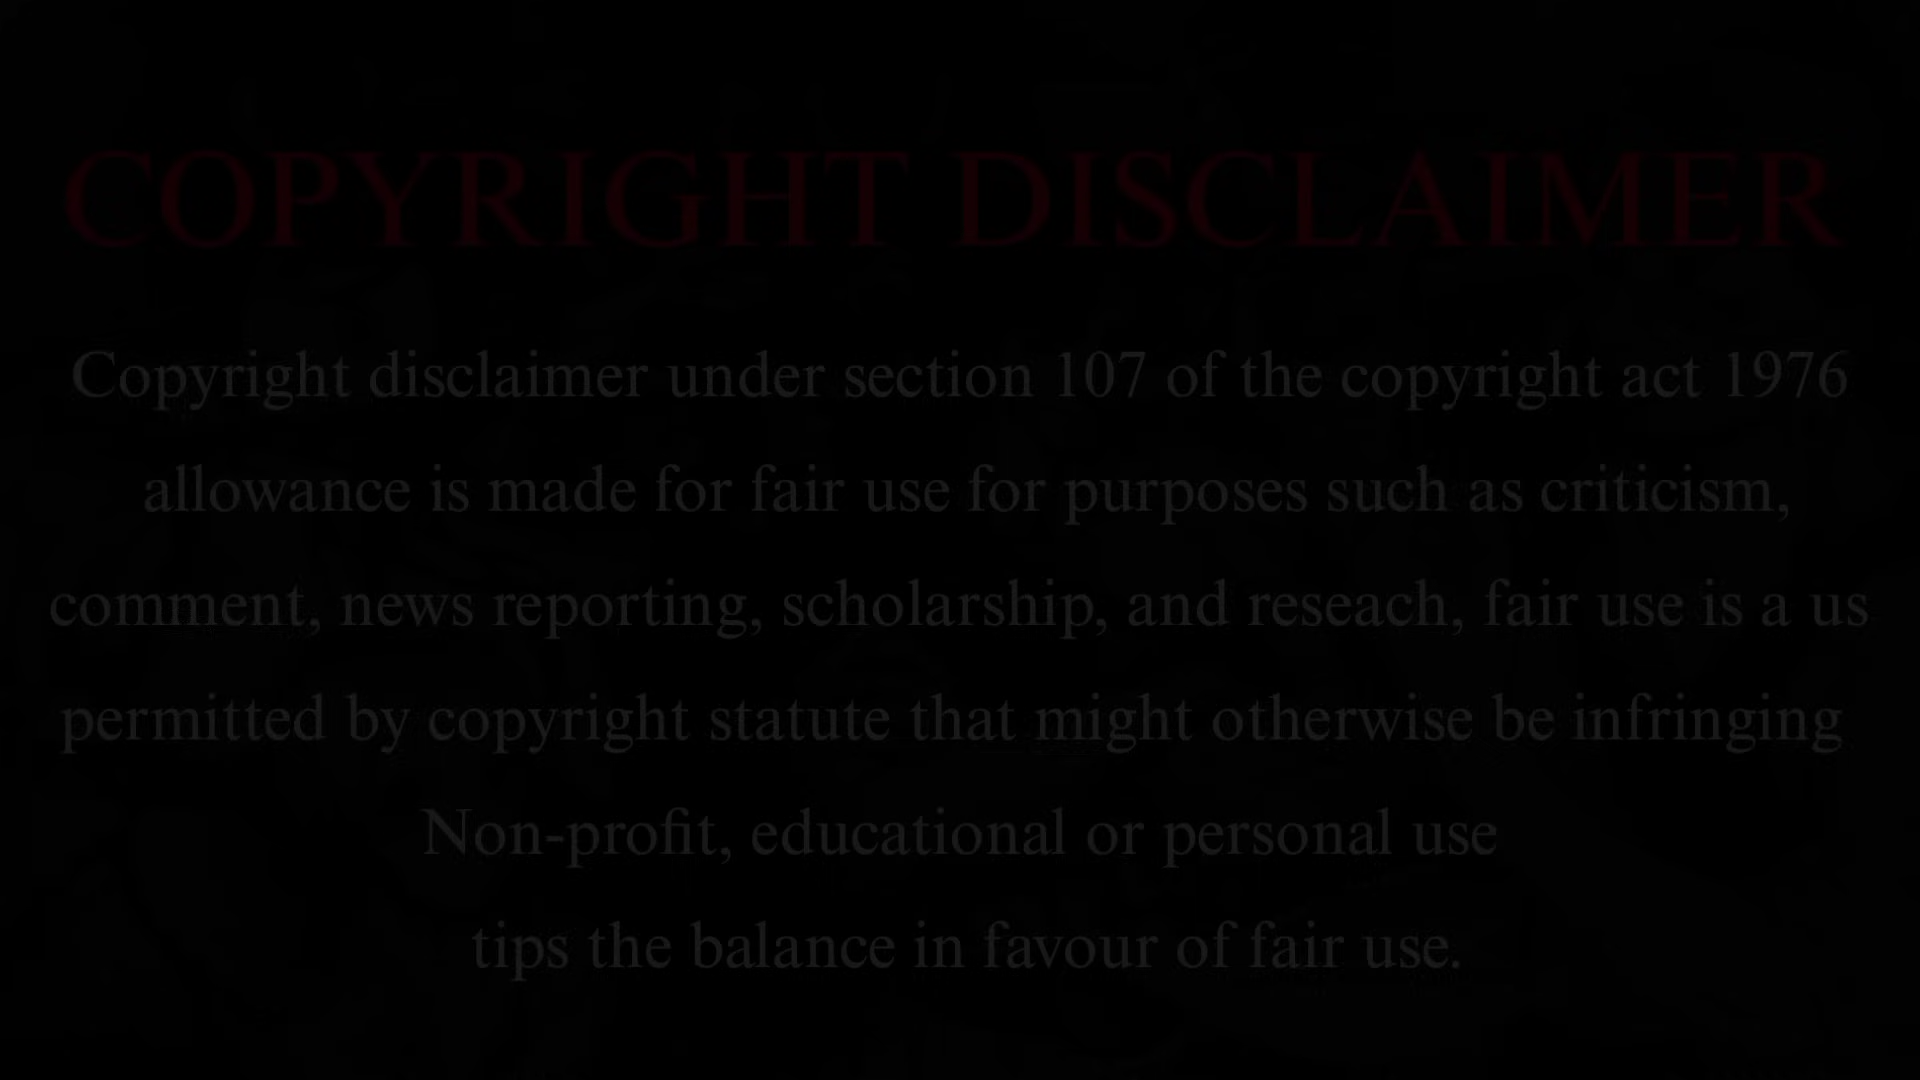 COPYRIGHT DISCLAIMER
Copyright disclaimer under section 107 of the copyright act 1976
allowance is made for fair use for purposes such as criticism,
comment, news reporting, scholarship, and reseach, fair use is a us
permitted by copyright statute that might otherwise be infringing
Non-profit, educational or personal use
tips the balance in favour of fair use.